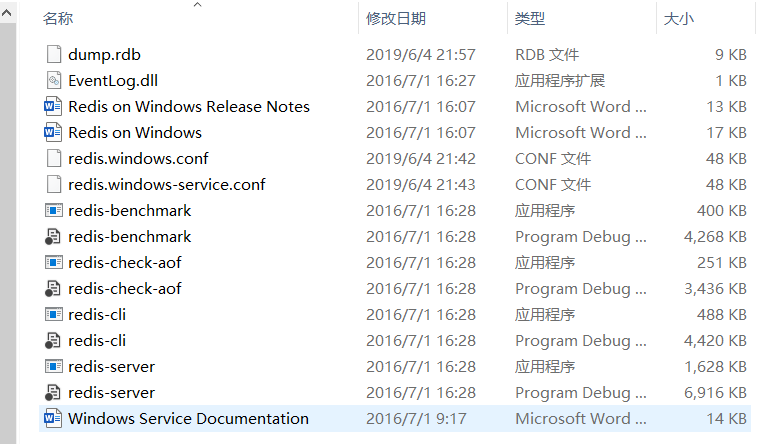 名称 修改日期 类型 大小
dump.rdb 2019/6/4 21:57 RDB 文件 9 KB
EventLog.dll 2016/7/1 16:27 应用程序扩展 1 KB
Redis on Windows Release Notes 2016/7/1 16:07 Microsoft Word ... 13 KB
Redis on Windows 2016/7/1 16:07 Microsoft Word ... 17 KB
redis.windows.conf 2019/6/4 21:42 CONF 文件 48 KB
redis.windows-service.conf 2019/6/4 21:43 CONF 文件 48 KB
redis-benchmark 2016/7/1 16:28 应用程序 400 KB
redis-benchmark 2016/7/1 16:28 Program Debug ... 4,268 KB
redis-check-aof 2016/7/1 16:28 应用程序 251 KB
redis-check-aof 2016/7/1 16:28 Program Debug ... 3,436 KB
redis-cli 2016/7/1 16:28 应用程序 488 KB
redis-cli 2016/7/1 16:28 Program Debug ... 4,420 KB
redis-server 2016/7/1 16:28 应用程序 1,628 KB
redis-server 2016/7/1 16:28 Program Debug ... 6,916 KB
Windows Service Documentation 2016/7/1 9:17 Microsoft Word ... 14 KB